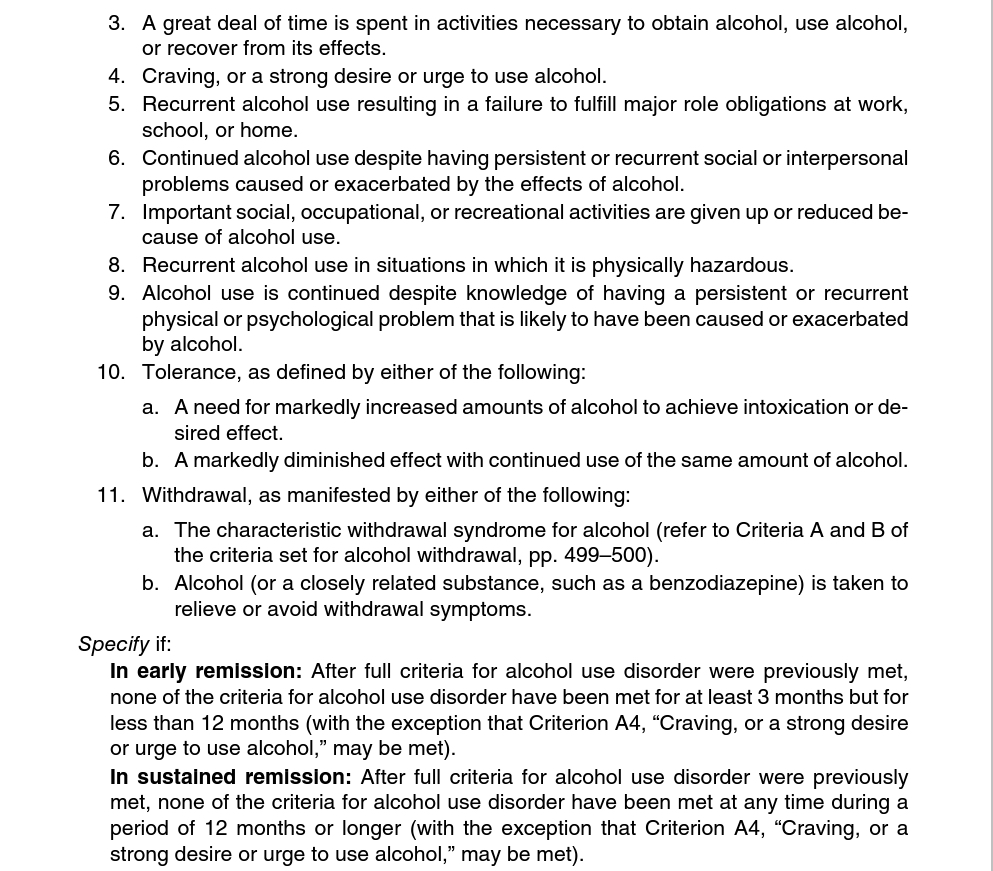 3. A great deal of time is spent in activities necessary to obtain alcohol, use alcohol,
or recover from its effects.
4. Craving, or a strong desire or urge to use alcohol.
5. Recurrent alcohol use resulting in a failure to fulfill major role obligations at work,
school, or home.
6. Continued alcohol use despite having persistent or recurrent social or interpersonal
problems caused or exacerbated by the effects of alcohol.
7. Important social, occupational, or recreational activities are given up or reduced be-
cause of alcohol use.
8. Recurrent alcohol use in situations in which it is physically hazardous.
9. Alcohol use is continued despite knowledge of having a persistent or recurrent
physical or psychological problem that is likely to have been caused or exacerbated
by alcohol.
10. Tolerance, as defined by either of the following:
a. A need for markedly increased amounts of alcohol to achieve intoxication or de-
sired effect.
b. A markedly diminished effect with continued use of the same amount of alcohol.
11. Withdrawal, as manifested by either of the following:
a. The characteristic withdrawal syndrome for alcohol (refer to Criteria A and B of
the criteria set for alcohol withdrawal, pp. 499–500).
b. Alcohol (or a closely related substance, such as a benzodiazepine) is taken to
relieve or avoid withdrawal symptoms.
Specify if:
In early remission: After full criteria for alcohol use disorder were previously met,
none of the criteria for alcohol use disorder have been met for at least 3 months but for
less than 12 months (with the exception that Criterion A4, “Craving, or a strong desire
or urge to use alcohol,” may be met).
In sustained remission: After full criteria for alcohol use disorder were previously
met, none of the criteria for alcohol use disorder have been met at any time during a
period of 12 months or longer (with the exception that Criterion A4, “Craving, or a
strong desire or urge to use alcohol,” may be met).